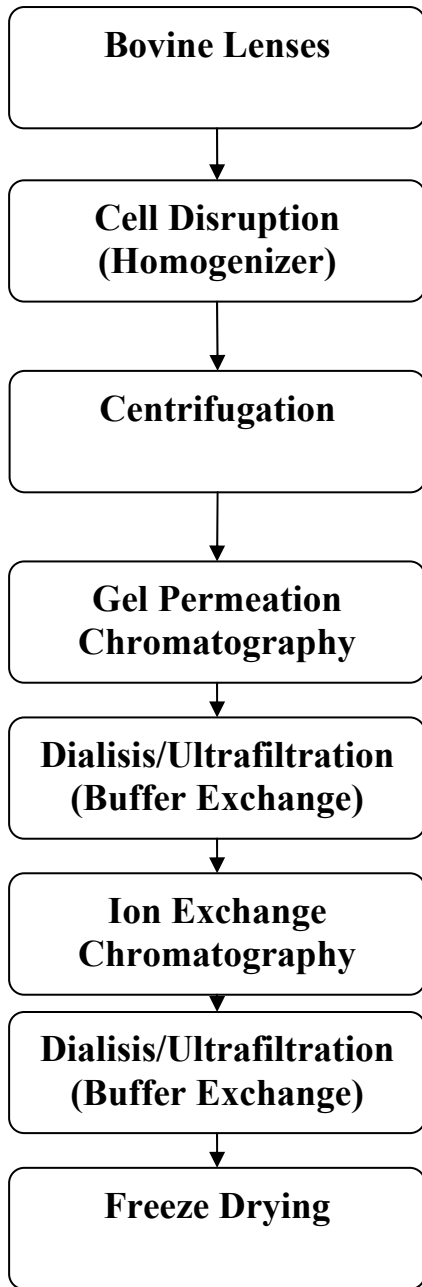 Bovine Lenses
Cell Disruption
(Homogenizer)
Centrifugation
Gel Permeation
Chromatography
Dialisis/Ultrafiltration
(Buffer Exchange)
Ion Exchange
Chromatography
Dialisis/Ultrafiltration
(Buffer Exchange)
Freeze Drying